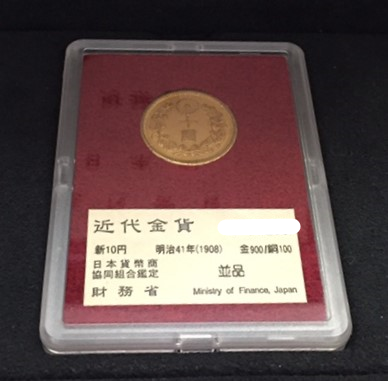 十圓
近代金貨
新10円 明治41年(1908) 金900/銅100
日本貨幣商
協同組合鑑定
並品
財務省 Ministry of Finance, Japan